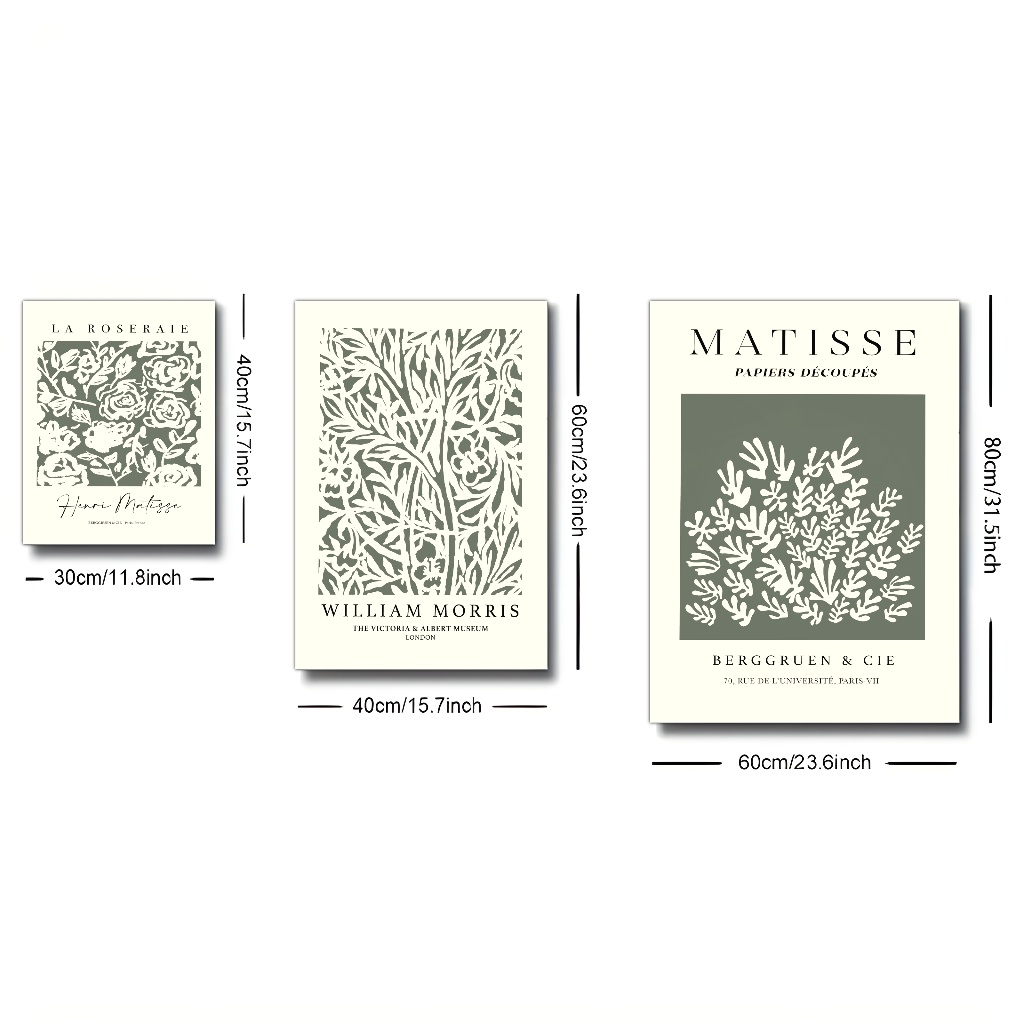 LA ROSERAIE
Henri Matisse
BERGGRUEN & CIE
40cm/15.7inch
30cm/11.8inch
WILLIAM MORRIS
THE VICTORIA & ALBERT MUSEUM
LONDON
60cm/23.6inch
40cm/15.7inch
MATISSE
PAPIERS DÉCOUPÉS
BERGGRUEN & CIE
70, RUE DE L'UNIVERSITÉ, PARIS-VII
80cm/31.5inch
60cm/23.6inch